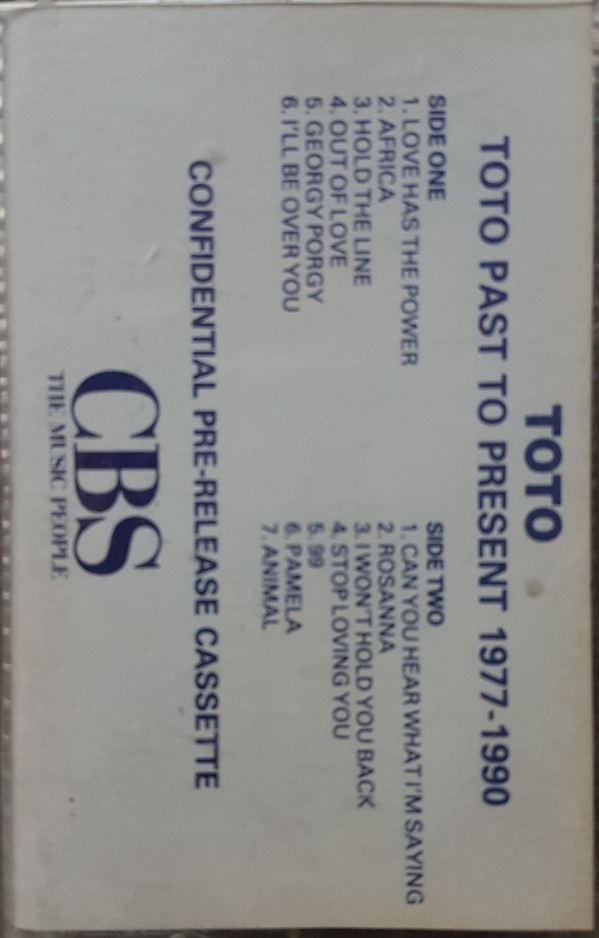 TOTO
TOTO PAST TO PRESENT 1977-1990
SIDE ONE
1. LOVE HAS THE POWER
2. AFRICA
3. HOLD THE LINE
4. OUT OF LOVE
5. GEORGY PORGY
6. I'LL BE OVER YOU
SIDE TWO
1. CAN YOU HEAR WHAT I'M SAYING
2. ROSANNA
3. I WON'T HOLD YOU BACK
4. STOP LOVING YOU
5. 99
6. PAMELA
7. ANIMAL
CONFIDENTIAL PRE-RELEASE CASSETTE
CBS
THE MUSIC PEOPLE